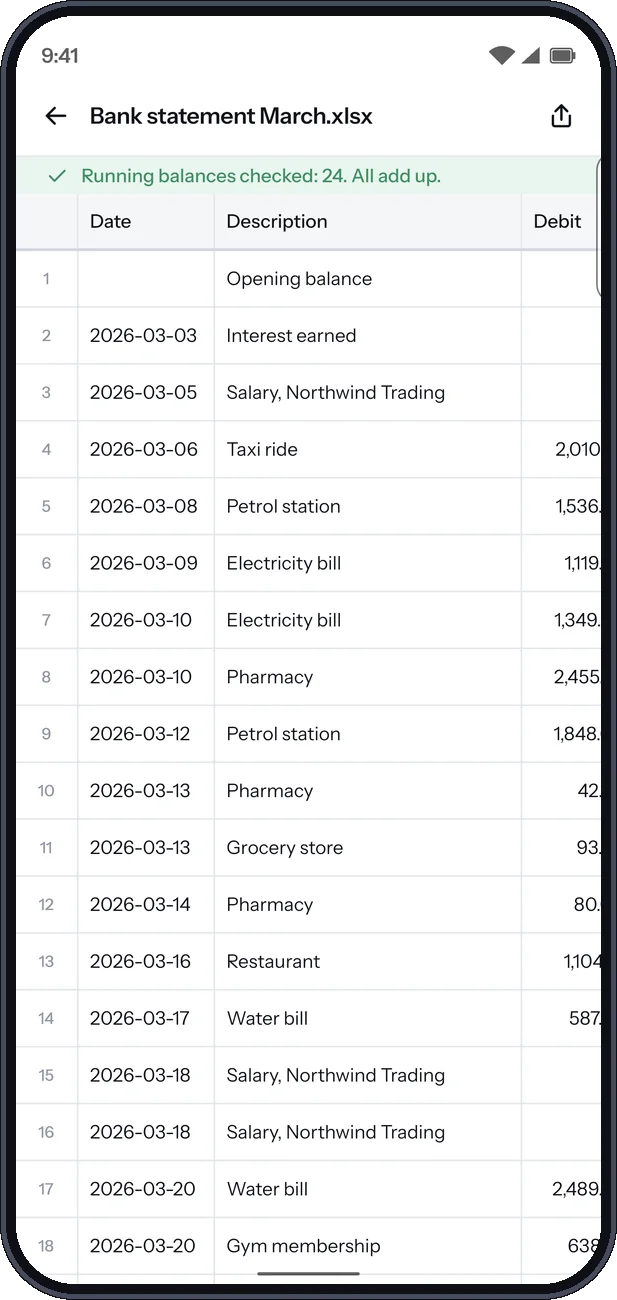 9:41
Bank statement March.xlsx
Running balances checked: 24. All add up.
Date Description Debit
1 Opening balance
2 2026-03-03 Interest earned
3 2026-03-05 Salary, Northwind Trading
4 2026-03-06 Taxi ride 2,010
5 2026-03-08 Petrol station 1,536.
6 2026-03-09 Electricity bill 1,119.
7 2026-03-10 Electricity bill 1,349.
8 2026-03-10 Pharmacy 2,455
9 2026-03-12 Petrol station 1,848.
10 2026-03-13 Pharmacy 42.
11 2026-03-13 Grocery store 93.
12 2026-03-14 Pharmacy 80.
13 2026-03-16 Restaurant 1,104
14 2026-03-17 Water bill 587.
15 2026-03-18 Salary, Northwind Trading
16 2026-03-18 Salary, Northwind Trading
17 2026-03-20 Water bill 2,489.
18 2026-03-20 Gym membership 638